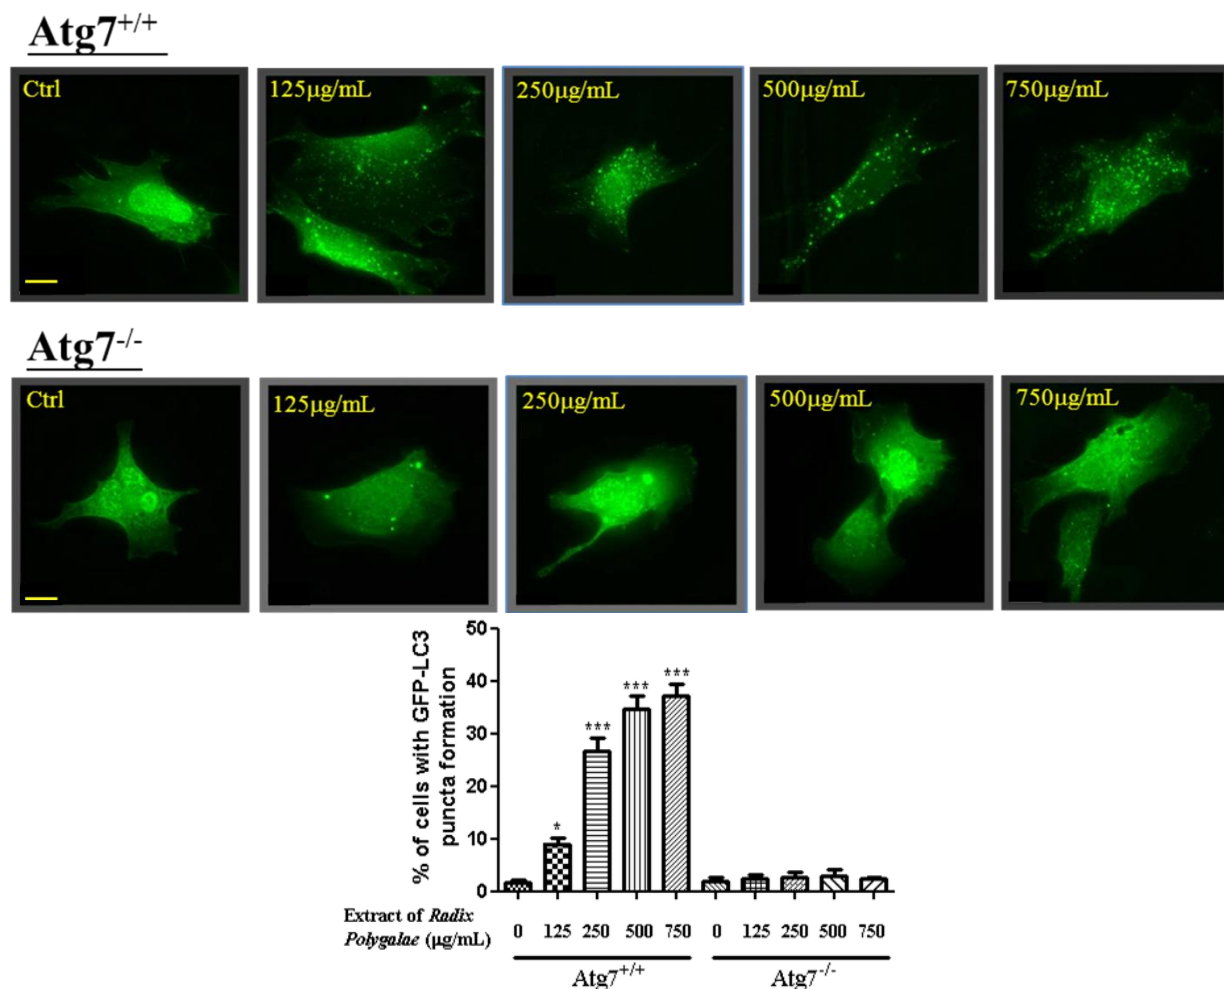 Atg7+/+
Ctrl
125µg/mL
250µg/mL
500µg/mL
750µg/mL
Atg7-/-
Ctrl
125µg/mL
250µg/mL
500µg/mL
750µg/mL
% of cells with GFP-LC3
puncta formation
50
40
30
20
10
0
*
***
***
***
Extract of Radix
Polygalae (µg/mL)
0 125 250 500 750 0 125 250 500 750
Atg7+/+ Atg7-/-